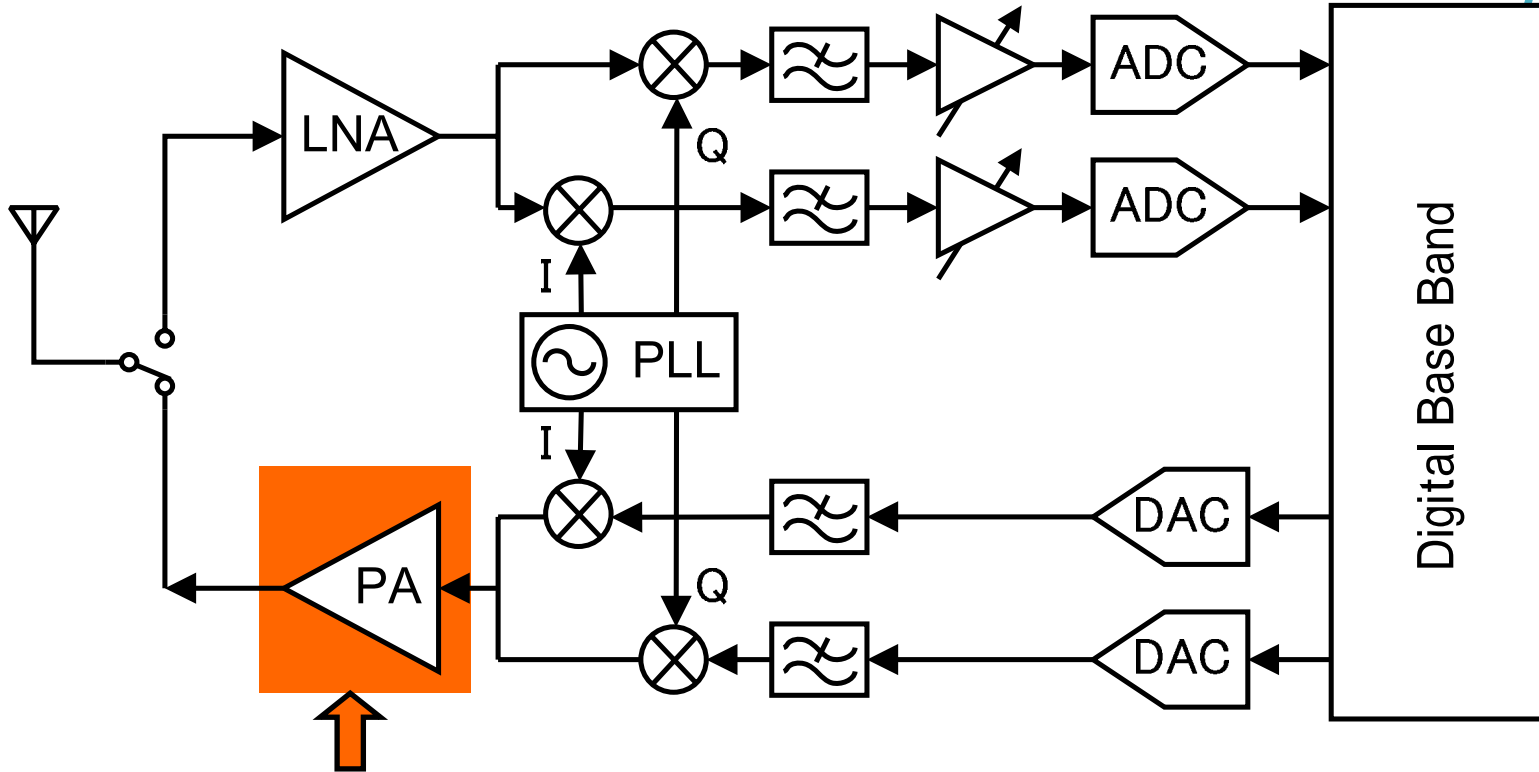 ADC
LNA
Q
ADC
I
PLL
I
DAC
PA
Q
DAC
Digital Base Band